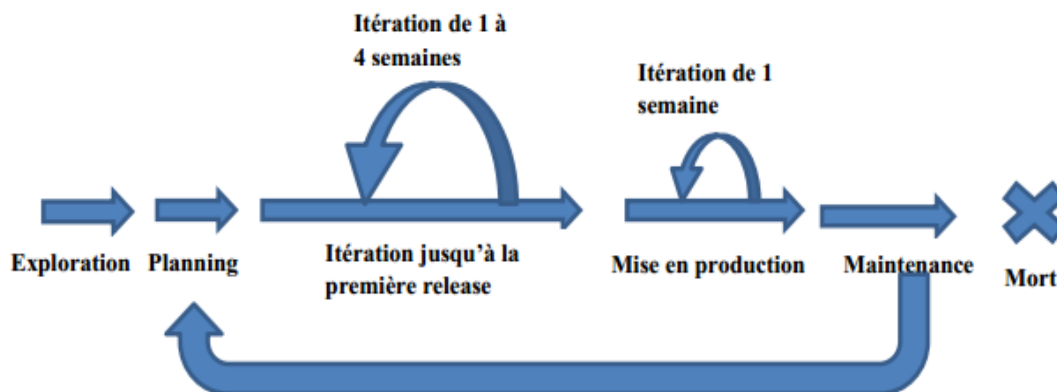 Itération de 1 à
4 semaines
Itération de 1
semaine
Exploration
Planning
Itération jusqu’à la
première release
Mise en production
Maintenance
Mort